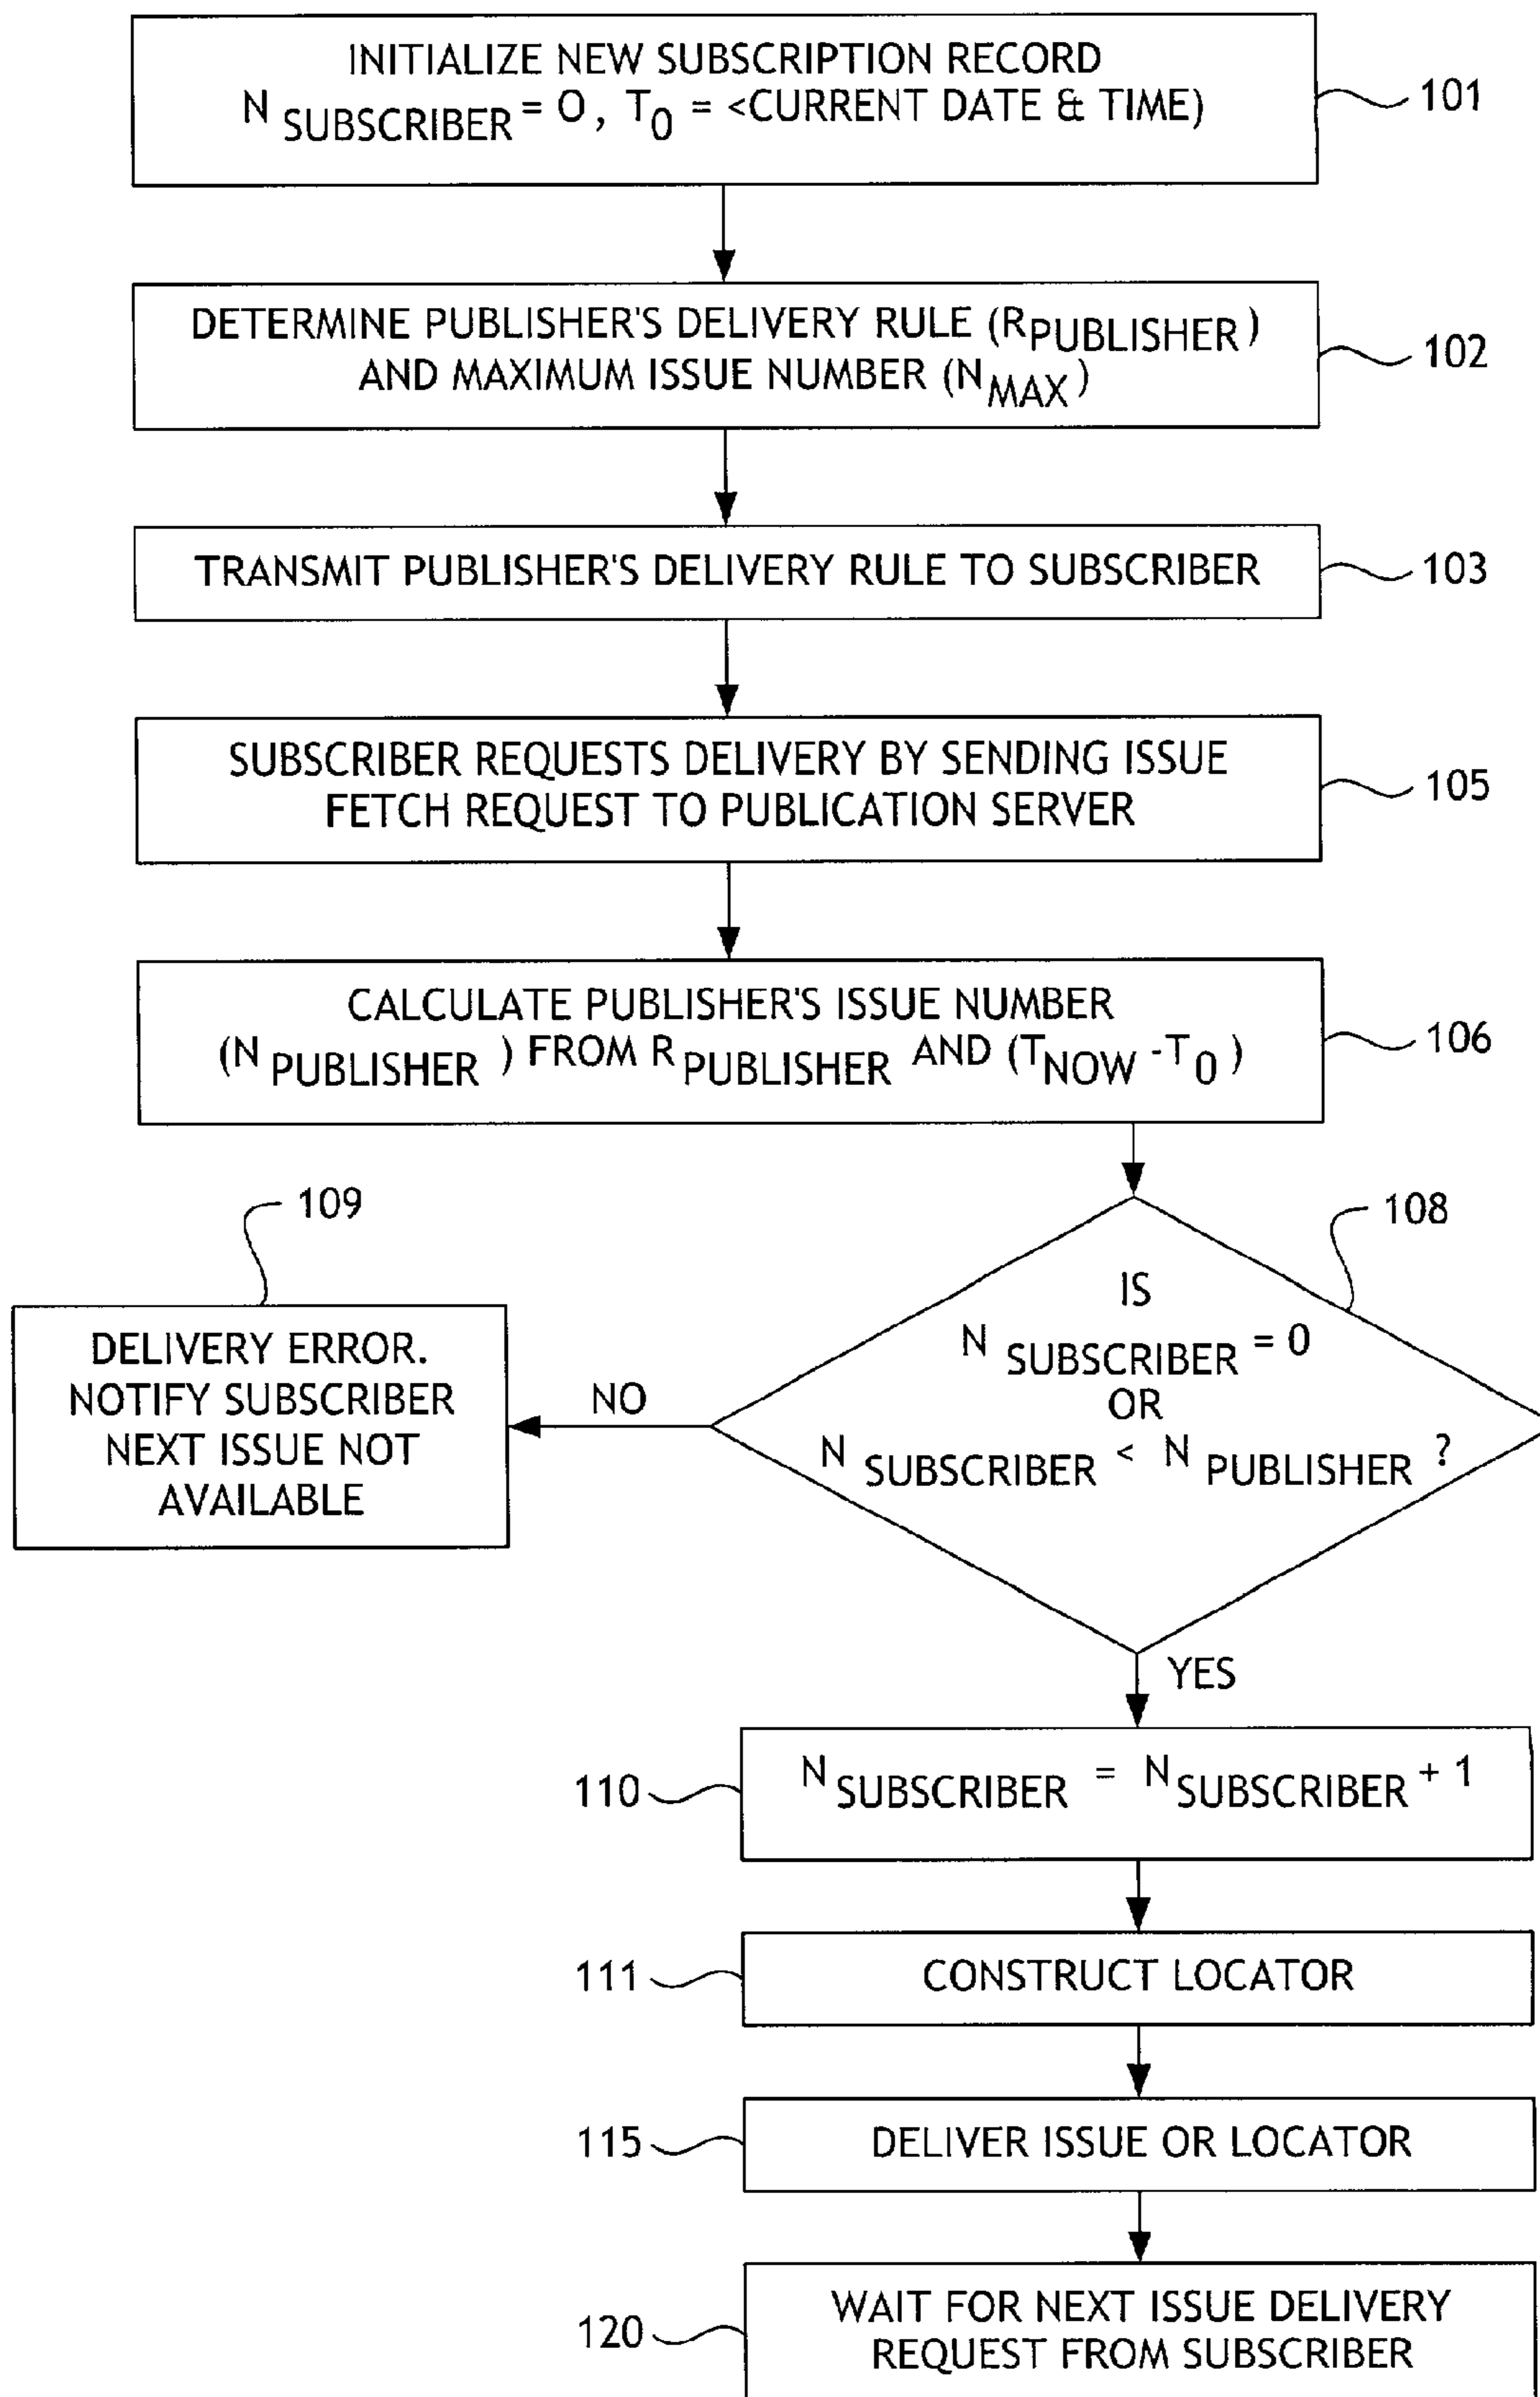 INITIALIZE NEW SUBSCRIPTION RECORD
N SUBSCRIBER = 0, T0 = <CURRENT DATE & TIME)
101
DETERMINE PUBLISHER'S DELIVERY RULE (RPUBLISHER)
AND MAXIMUM ISSUE NUMBER (NMAX)
102
TRANSMIT PUBLISHER'S DELIVERY RULE TO SUBSCRIBER
103
SUBSCRIBER REQUESTS DELIVERY BY SENDING ISSUE
FETCH REQUEST TO PUBLICATION SERVER
105
CALCULATE PUBLISHER'S ISSUE NUMBER
(N PUBLISHER) FROM R PUBLISHER AND (TNOW -T0)
106
109
108
IS
N SUBSCRIBER = 0
OR
N SUBSCRIBER < N PUBLISHER ?
NO
DELIVERY ERROR.
NOTIFY SUBSCRIBER
NEXT ISSUE NOT
AVAILABLE
YES
110
N SUBSCRIBER = N SUBSCRIBER + 1
111
CONSTRUCT LOCATOR
115
DELIVER ISSUE OR LOCATOR
120
WAIT FOR NEXT ISSUE DELIVERY
REQUEST FROM SUBSCRIBER